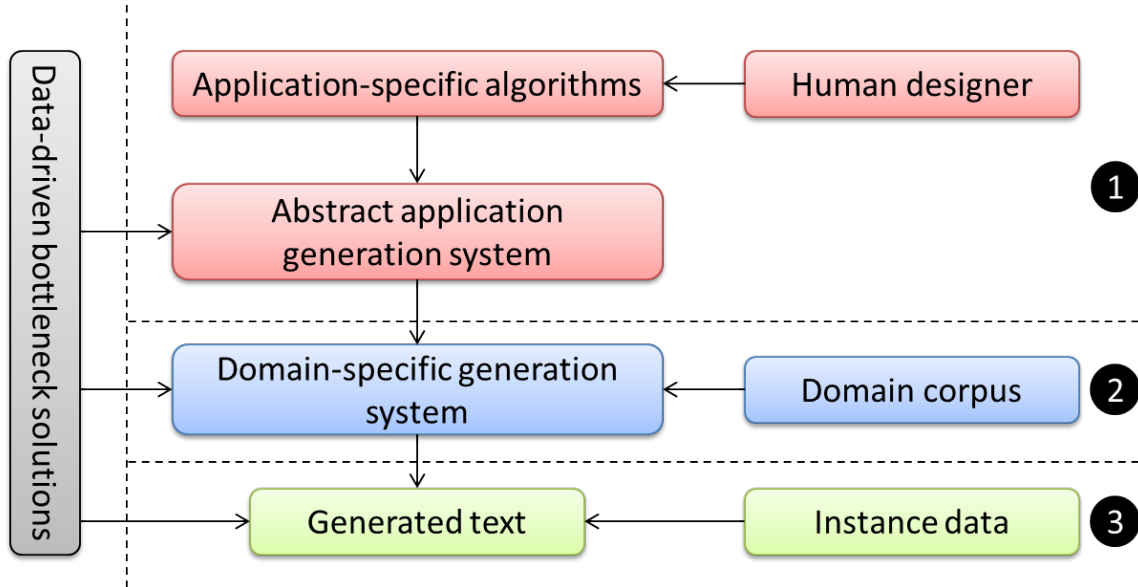 Data-driven bottleneck solutions
Application-specific algorithms
Human designer
1
Abstract application
generation system
Domain-specific generation
system
Domain corpus
2
Generated text
Instance data
3